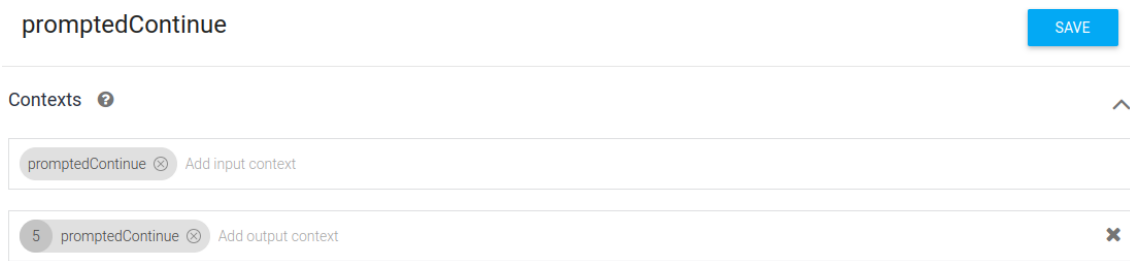 promptedContinue
SAVE
Contexts
promptedContinue Add input context
5 promptedContinue Add output context